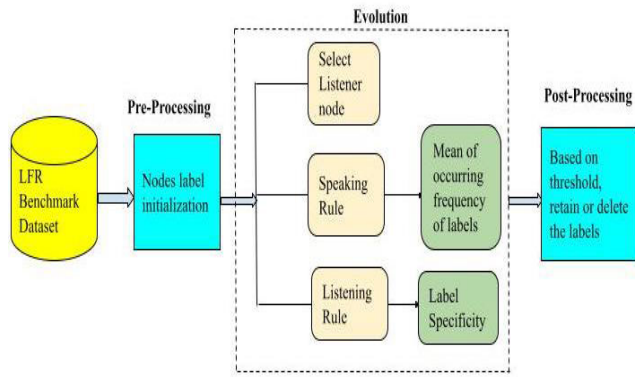 Evolution
Pre-Processing
Post-Processing
LFR
Benchmark
Dataset
Nodes label
initialization
Select
Listener
node
Speaking
Rule
Mean of
occurring
frequency
of labels
Listening
Rule
Label
Specificity
Based on
threshold,
retain or delete
the labels